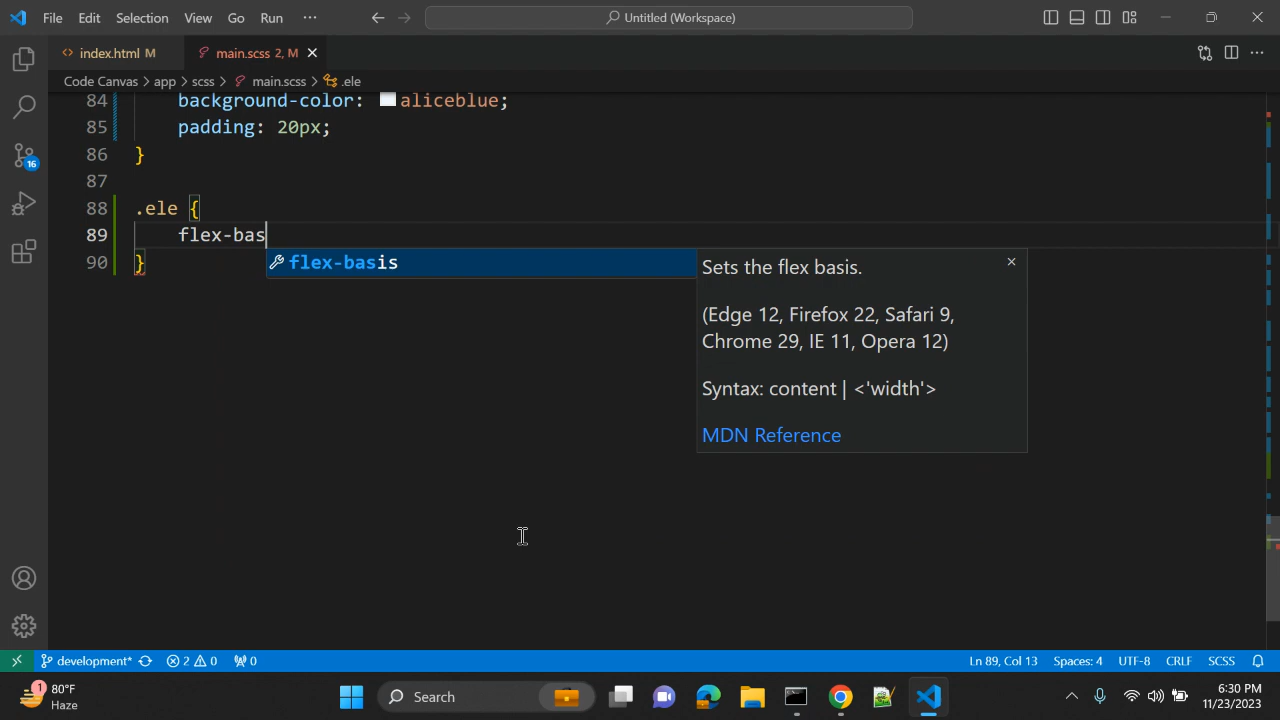 File Edit Selection View Go Run ··· Untitled (Workspace)
index.html M main.scss 2, M
Code Canvas > app > scss > main.scss > .ele
84 background-color: aliceblue;
85 padding: 20px;
86 }
87
88 .ele {
89 flex-bas
90 }
flex-basis
Sets the flex basis.
(Edge 12, Firefox 22, Safari 9,
Chrome 29, IE 11, Opera 12)
Syntax: content | <'width'>
MDN Reference
16
development* 2 0 0 Ln 89, Col 13 Spaces: 4 UTF-8 CRLF SCSS
1 80°F
Haze
Search
6:30 PM
11/23/2023